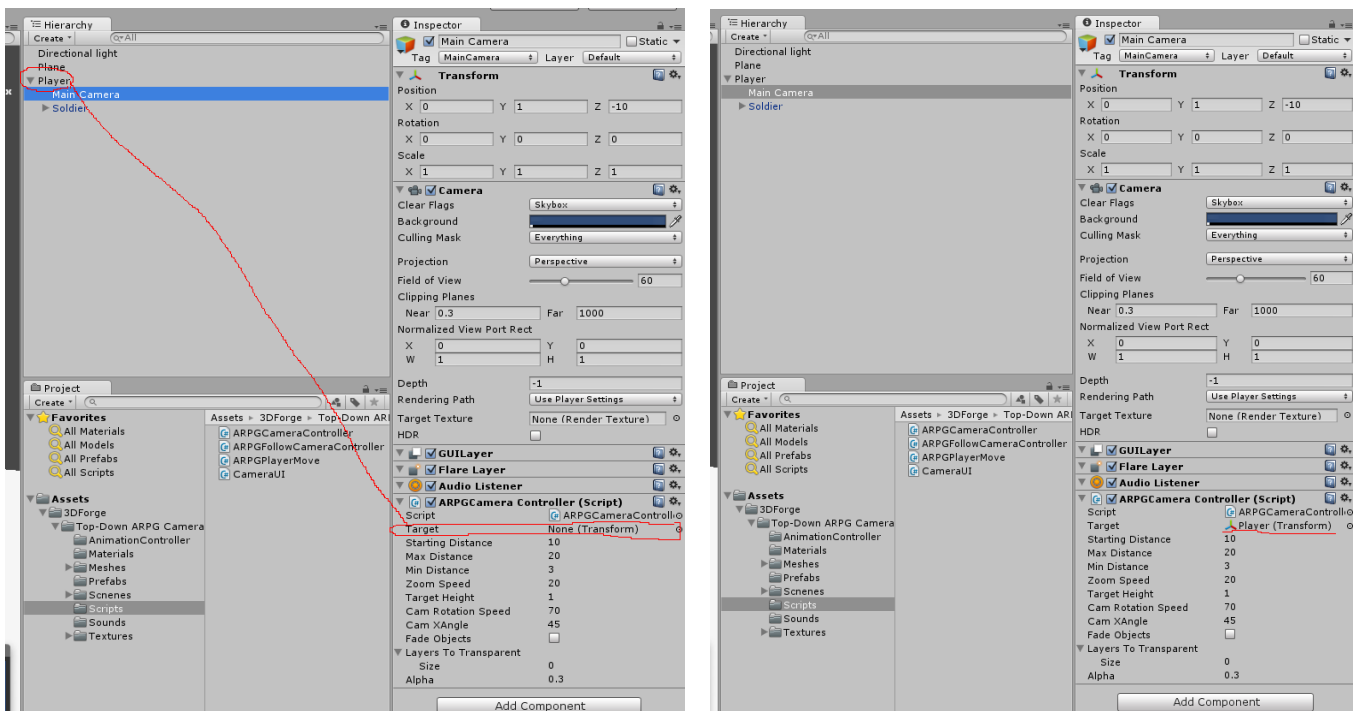 Hierarchy
Create
All
Directional light
Plane
Player
Main Camera
Soldier
Project
Create
Favorites
All Materials
All Models
All Prefabs
All Scripts
Assets
3DForge
Top-Down ARPG Camera
AnimationController
Materials
Meshes
Prefabs
Scnenes
Scripts
Sounds
Textures
Assets 3DForge Top-Down AR
ARPGCameraController
ARPGFollowCameraController
ARPGPlayerMove
CameraUI
Inspector
Main Camera Static
Tag MainCamera Layer Default
Transform
Position
X 0 Y 1 Z -10
Rotation
X 0 Y 0 Z 0
Scale
X 1 Y 1 Z 1
Camera
Clear Flags Skybox
Background
Culling Mask Everything
Projection Perspective
Field of View 60
Clipping Planes
Near 0.3 Far 1000
Normalized View Port Rect
X 0 Y 0
W 1 H 1
Depth -1
Rendering Path Use Player Settings
Target Texture None (Render Texture)
HDR
GUILayer
Flare Layer
Audio Listener
ARPGCamera Controller (Script)
Script ARPGCameraControlle
Target None (Transform)
Starting Distance 10
Max Distance 20
Min Distance 3
Zoom Speed 20
Target Height 1
Cam Rotation Speed 70
Cam XAngle 45
Fade Objects
Layers To Transparent
Size 0
Alpha 0.3
Add Component
Hierarchy
Create
All
Directional light
Plane
Player
Main Camera
Soldier
Project
Create
Favorites
All Materials
All Models
All Prefabs
All Scripts
Assets
3DForge
Top-Down ARPG Camera
AnimationController
Materials
Meshes
Prefabs
Scnenes
Scripts
Sounds
Textures
Assets 3DForge Top-Down ARI
ARPGCameraController
ARPGFollowCameraController
ARPGPlayerMove
CameraUI
Inspector
Main Camera Static
Tag MainCamera Layer Default
Transform
Position
X 0 Y 1 Z -10
Rotation
X 0 Y 0 Z 0
Scale
X 1 Y 1 Z 1
Camera
Clear Flags Skybox
Background
Culling Mask Everything
Projection Perspective
Field of View 60
Clipping Planes
Near 0.3 Far 1000
Normalized View Port Rect
X 0 Y 0
W 1 H 1
Depth -1
Rendering Path Use Player Settings
Target Texture None (Render Texture)
HDR
GUILayer
Flare Layer
Audio Listener
ARPGCamera Controller (Script)
Script ARPGCameraControll
Target Player (Transform)
Starting Distance 10
Max Distance 20
Min Distance 3
Zoom Speed 20
Target Height 1
Cam Rotation Speed 70
Cam XAngle 45
Fade Objects
Layers To Transparent
Size 0
Alpha 0.3
Add Component